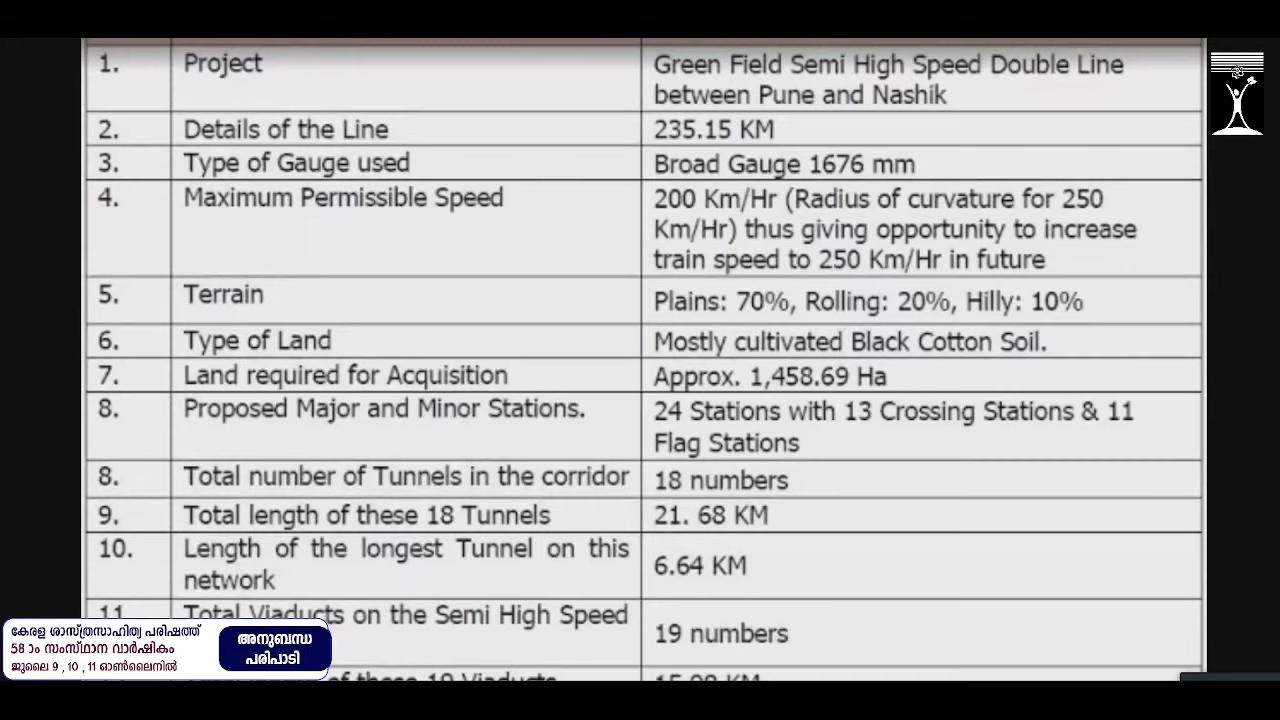 1. Project Green Field Semi High Speed Double Line
between Pune and Nashik
2. Details of the Line 235.15 KM
3. Type of Gauge used Broad Gauge 1676 mm
4. Maximum Permissible Speed 200 Km/Hr (Radius of curvature for 250
Km/Hr) thus giving opportunity to increase
train speed to 250 Km/Hr in future
5. Terrain Plains: 70%, Rolling: 20%, Hilly: 10%
6. Type of Land Mostly cultivated Black Cotton Soil.
7. Land required for Acquisition Approx. 1,458.69 Ha
8. Proposed Major and Minor Stations. 24 Stations with 13 Crossing Stations & 11
Flag Stations
8. Total number of Tunnels in the corridor 18 numbers
9. Total length of these 18 Tunnels 21. 68 KM
10. Length of the longest Tunnel on this
network 6.64 KM
11. Total Viaducts on the Semi High Speed
19 numbers
of these 19 Viaducts
കേരള ശാസ്ത്രസാഹിത്യ പരിഷത്ത്
58 ാം സംസ്ഥാന വാർഷികം
ജൂലൈ 9 , 10 , 11 ഓൺലൈനിൽ
അനുബന്ധ
പരിപാടി